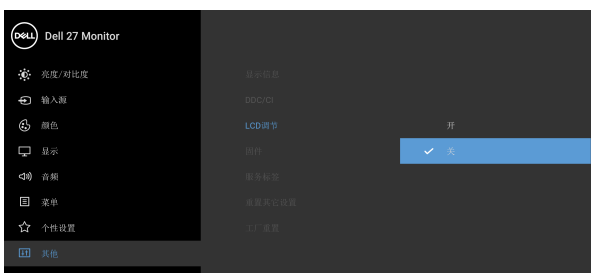 DELL Dell 27 Monitor
亮度/对比度
输入源
颜色
显示
音频
菜单
个性设置
其他
显示信息
DDC/CI
LCD调节
固件
服务标签
重置其它设置
工厂重置
开
关